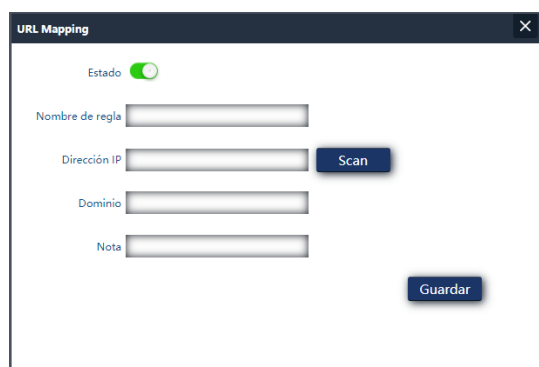 URL Mapping
Estado
Nombre de regla
Dirección IP
Scan
Dominio
Nota
Guardar